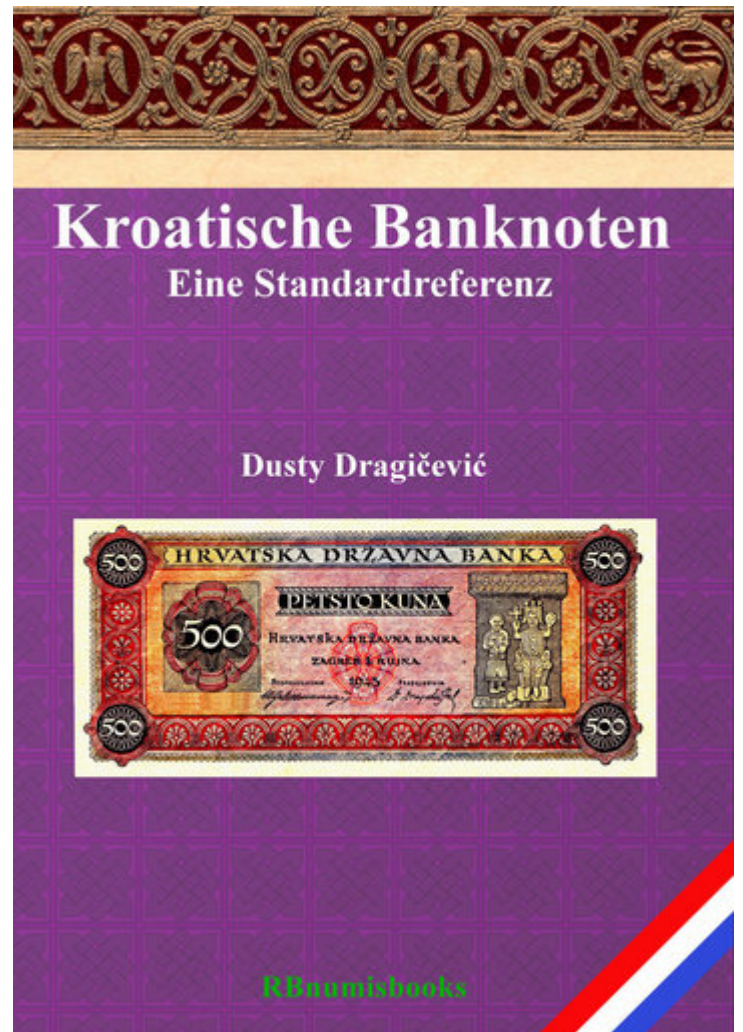 Kroatische Banknoten
Eine Standardreferenz
Dusty Dragičević
500
HRVATSKA DRŽAVNA BANKA
500
PETSTO KUNA
500
HRVATSKA DRŽAVNA BANKA
ZAGREB 1 RUJNA
1943
500
500
RBnumisbooks